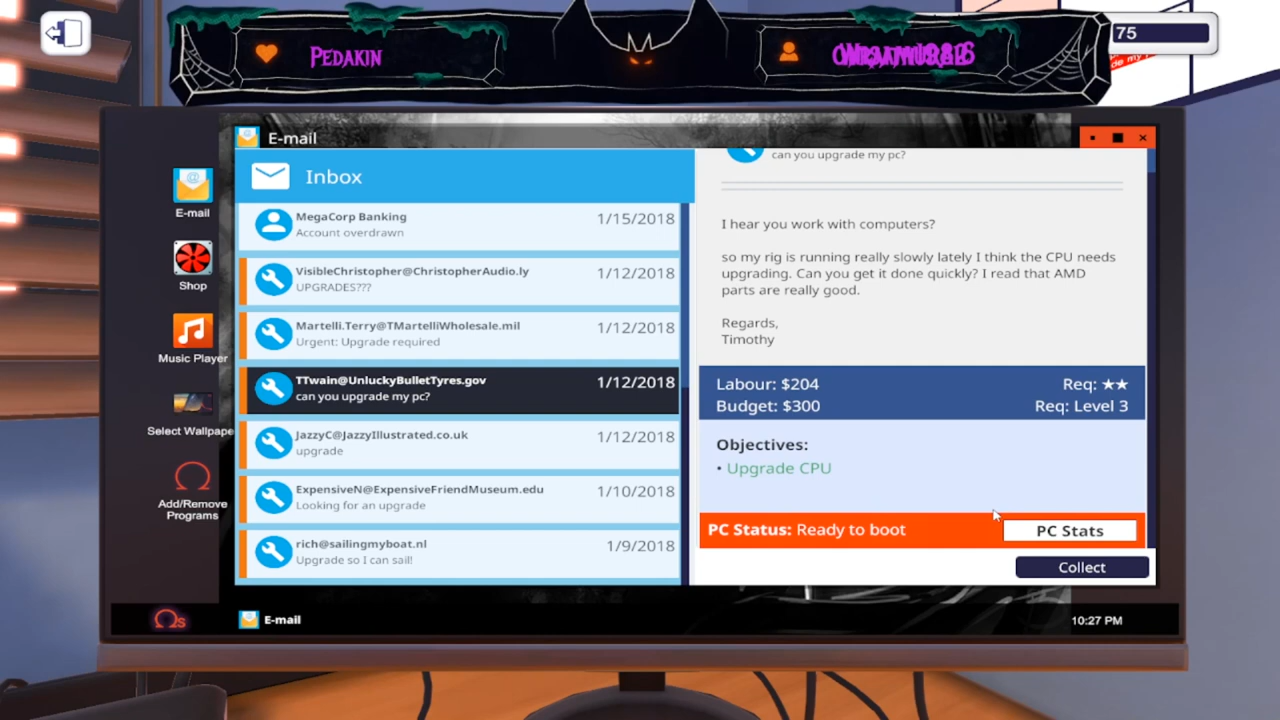 PEDAKIN
75
E-mail
Inbox
MegaCorp Banking 1/15/2018
Account overdrawn
VisibleChristopher@ChristopherAudio.ly 1/12/2018
UPGRADES???
Martelli.Terry@TMartelliWholesale.mil 1/12/2018
Urgent: Upgrade required
TTwain@UnluckyBulletTyres.gov 1/12/2018
can you upgrade my pc?
JazzyC@JazzyIllustrated.co.uk 1/12/2018
upgrade
ExpensiveN@ExpensiveFriendMuseum.edu 1/10/2018
Looking for an upgrade
rich@sailingmyboat.nl 1/9/2018
Upgrade so I can sail!
can you upgrade my pc?
I hear you work with computers?
so my rig is running really slowly lately I think the CPU needs
upgrading. Can you get it done quickly? I read that AMD
parts are really good.
Regards,
Timothy
Labour: $204 Req: ★★
Budget: $300 Req: Level 3
Objectives:
• Upgrade CPU
PC Status: Ready to boot PC Stats
Collect
E-mail
Shop
Music Player
Select Wallpape
Add/Remove
Programs
Ωs E-mail 10:27 PM